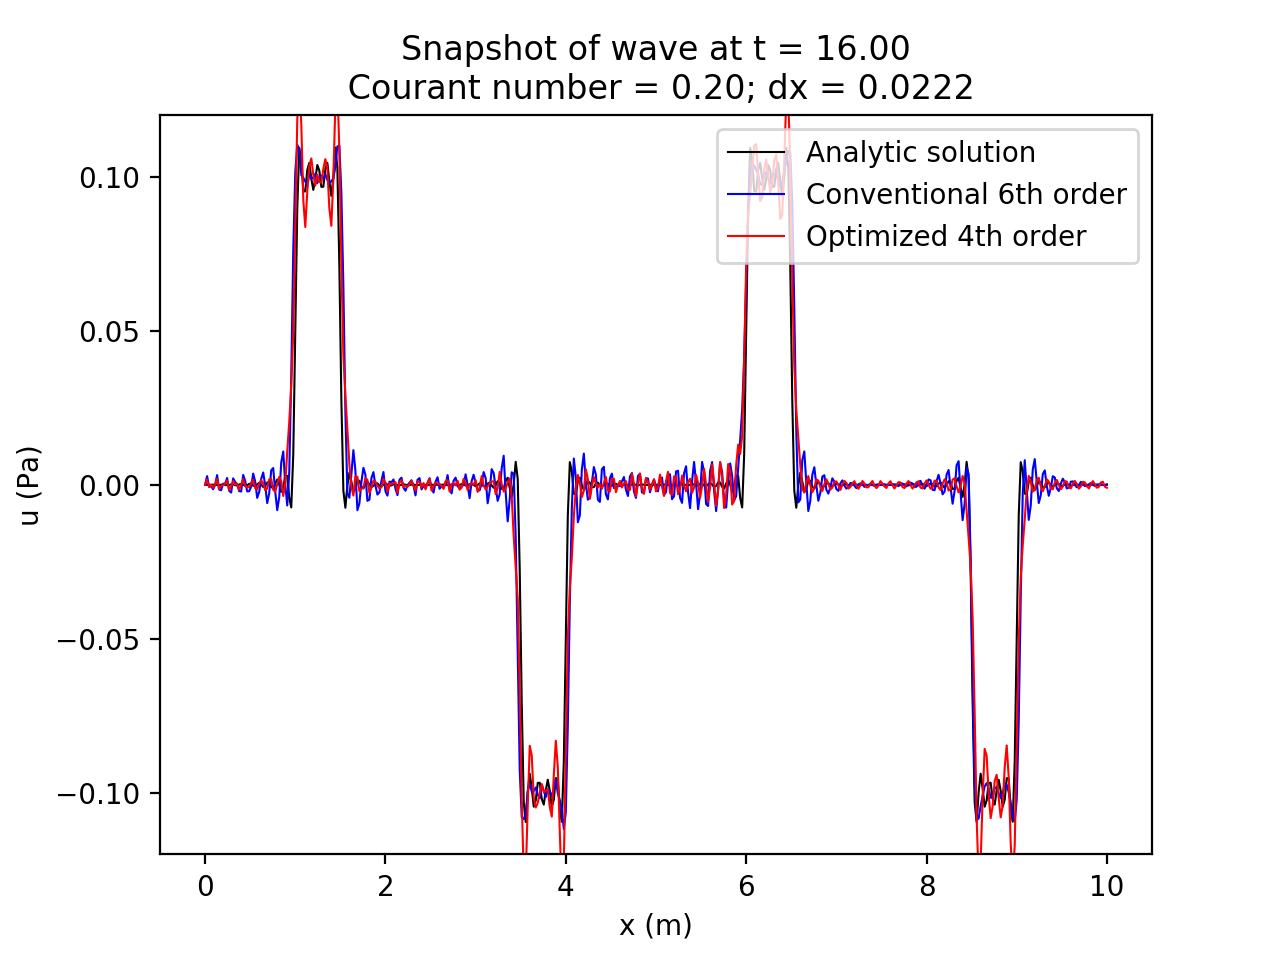 Snapshot of wave at t = 16.00
Courant number = 0.20; dx = 0.0222
Analytic solution
Conventional 6th order
Optimized 4th order
u (Pa)
0.10
0.05
0.00
−0.05
−0.10
0 2 4 6 8 10
x (m)